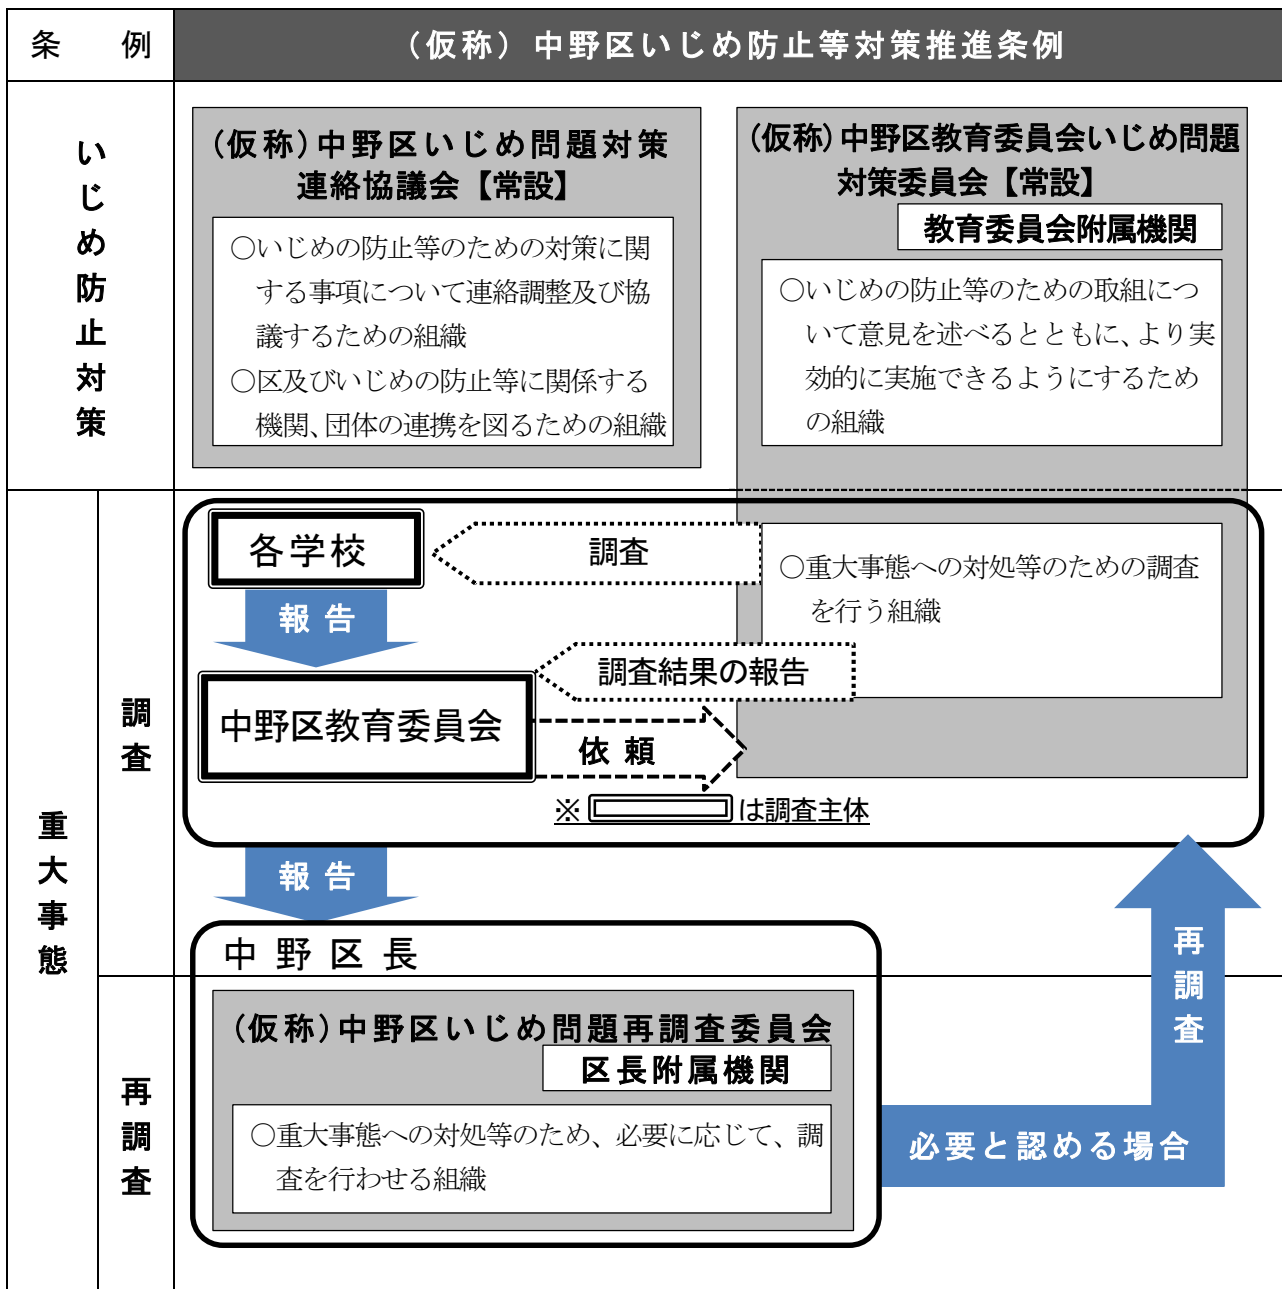 条　例
（仮称）中野区いじめ防止等対策推進条例
いじめ防止対策
（仮称）中野区いじめ問題対策
連絡協議会【常設】
○いじめの防止等のための対策に関
する事項について連絡調整及び協
議するための組織
○区及びいじめの防止等に関係する
機関、団体の連携を図るための組織
（仮称）中野区教育委員会いじめ問題
対策委員会【常設】
教育委員会附属機関
○いじめの防止等のための取組につ
いて意見を述べるとともに、より実
効的に実施できるようにするため
の組織
重大事態
調査
各学校
調査
○重大事態への対処等のための調査
を行う組織
報告
調査結果の報告
中野区教育委員会
依頼
※　　　　は調査主体
報告
中野区長
再調査
（仮称）中野区いじめ問題再調査委員会
区長附属機関
○重大事態への対処等のため、必要に応じて、調
査を行わせる組織
必要と認める場合
再調査